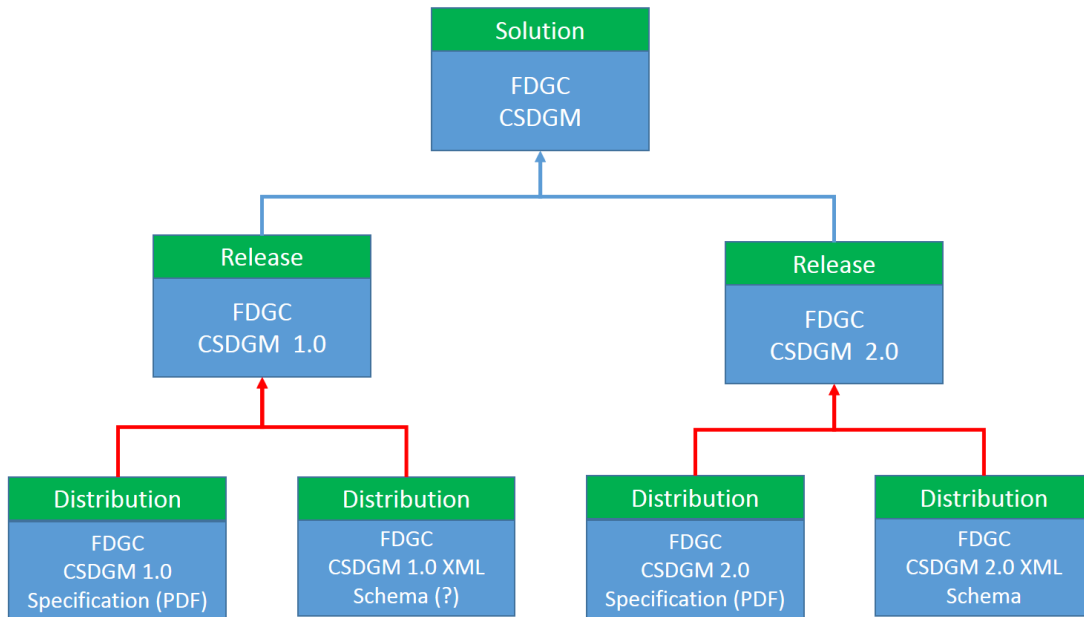 Solution
FDGC
CSDGM
Release
FDGC
CSDGM 1.0
Release
FDGC
CSDGM 2.0
Distribution
FDGC
CSDGM 1.0
Specification (PDF)
Distribution
FDGC
CSDGM 1.0 XML
Schema (?)
Distribution
FDGC
CSDGM 2.0
Specification (PDF)
Distribution
FDGC
CSDGM 2.0 XML
Schema